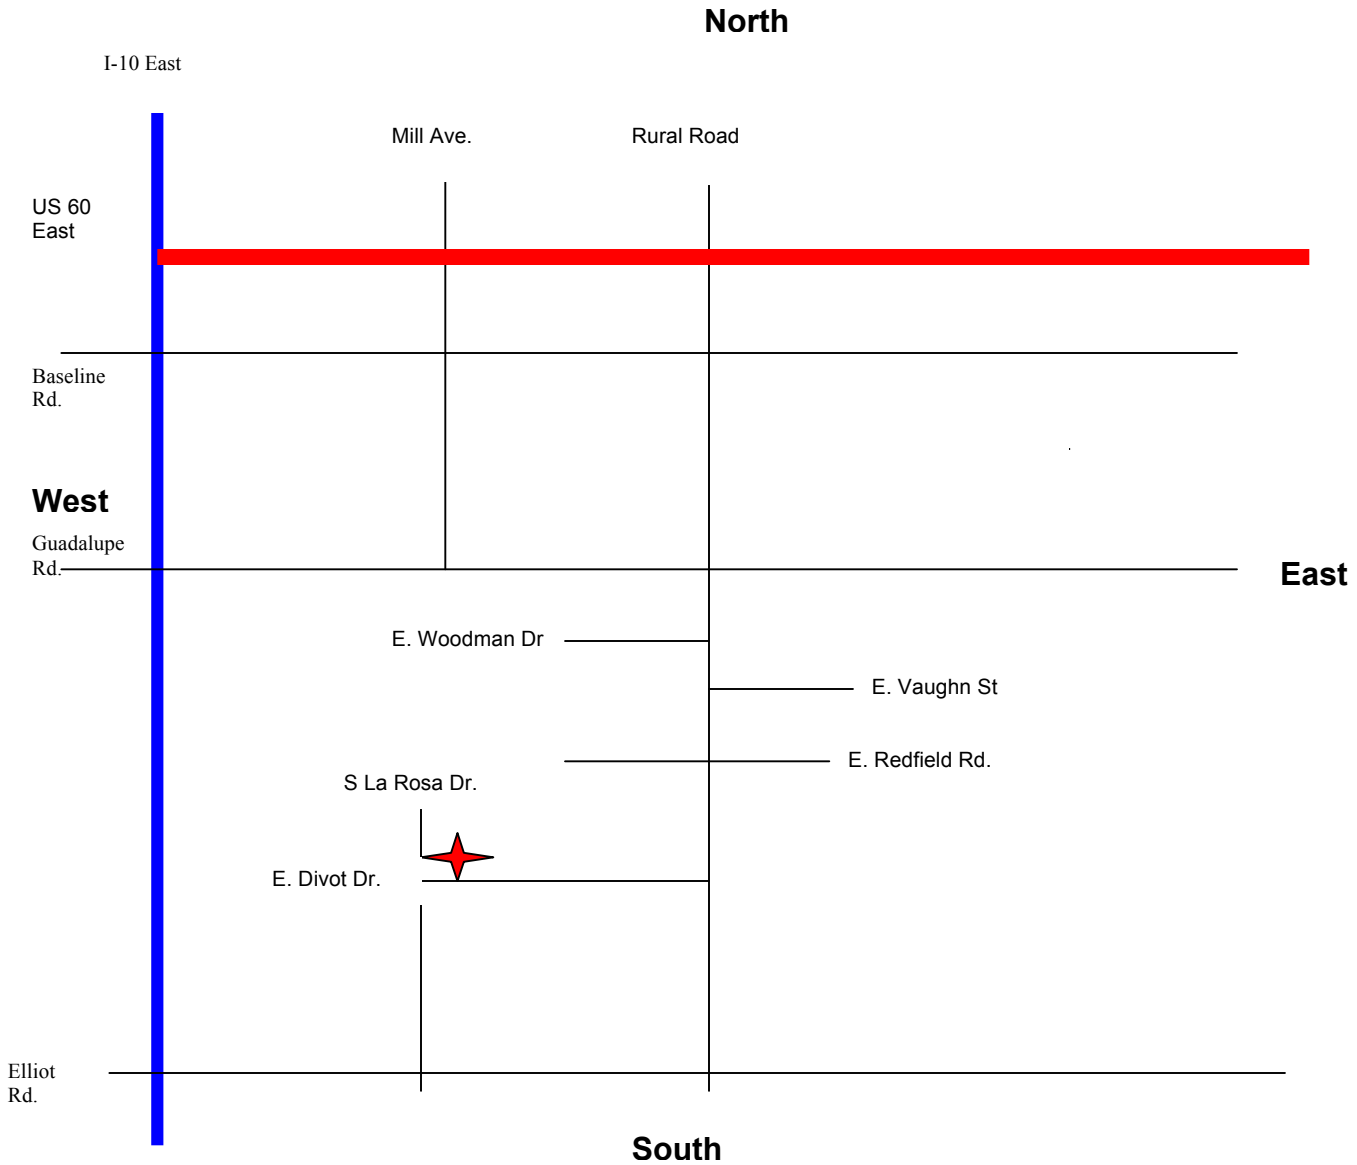 North
I-10 East
Mill Ave.
Rural Road
US 60
East
Baseline
Rd.
West
Guadalupe
Rd.
East
E. Woodman Dr
E. Vaughn St
E. Redfield Rd.
S La Rosa Dr.
E. Divot Dr.
Elliot
Rd.
South